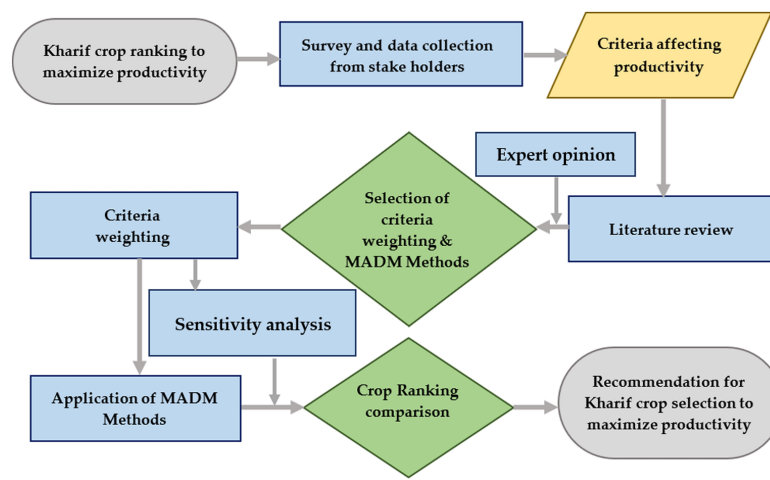 Kharif crop ranking to
maximize productivity
Survey and data collection
from stake holders
Criteria affecting
productivity
Expert opinion
Literature review
Selection of
criteria
weighting &
MADM Methods
Criteria
weighting
Sensitivity analysis
Application of MADM
Methods
Crop Ranking
comparison
Recommendation for
Kharif crop selection to
maximize productivity